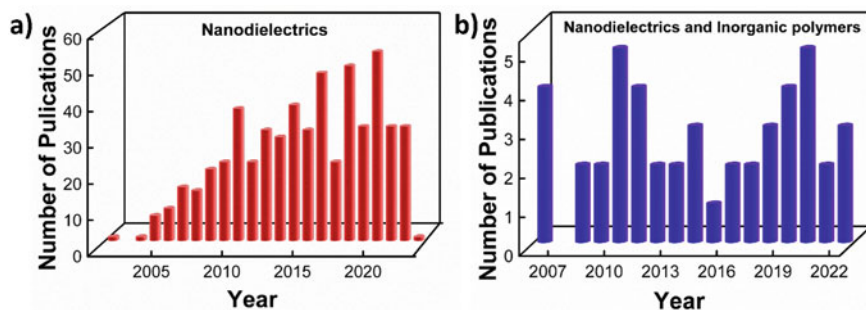 a)
Nanodielectrics
Number of Pulications
60
50
40
30
20
10
0
2005 2010 2015 2020
Year
b)
Nanodielectrics and Inorganic polymers
Number of Publications
5
4
3
2
1
0
2007 2010 2013 2016 2019 2022
Year